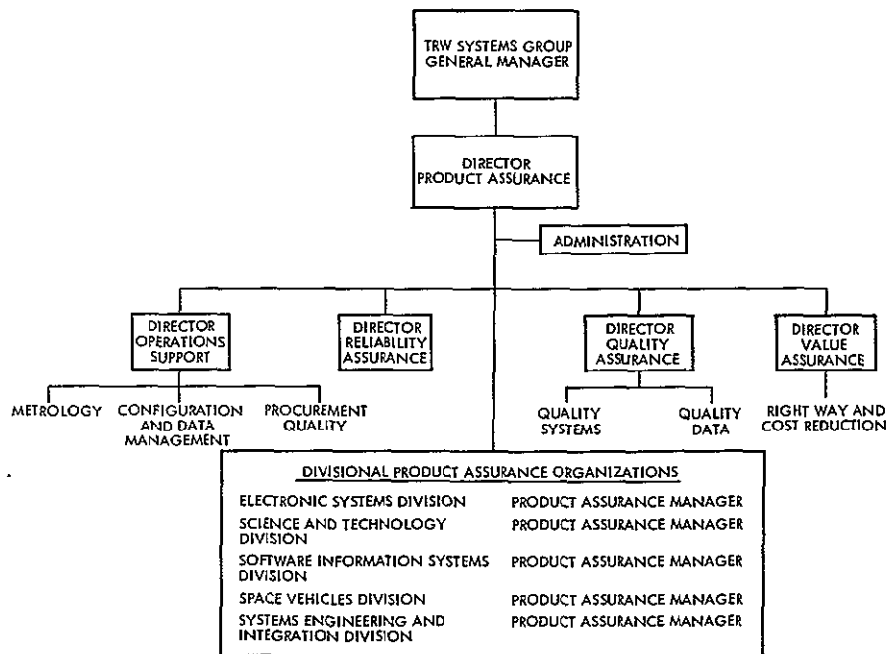 TRW SYSTEMS GROUP
GENERAL MANAGER
DIRECTOR
PRODUCT ASSURANCE
ADMINISTRATION
DIRECTOR
OPERATIONS
SUPPORT
DIRECTOR
RELIABILITY
ASSURANCE
DIRECTOR
QUALITY
ASSURANCE
DIRECTOR
VALUE
ASSURANCE
METROLOGY
CONFIGURATION
AND DATA
MANAGEMENT
PROCUREMENT
QUALITY
QUALITY
SYSTEMS
QUALITY
DATA
RIGHT WAY AND
COST REDUCTION
DIVISIONAL PRODUCT ASSURANCE ORGANIZATIONS
ELECTRONIC SYSTEMS DIVISION PRODUCT ASSURANCE MANAGER
SCIENCE AND TECHNOLOGY PRODUCT ASSURANCE MANAGER
DIVISION
SOFTWARE INFORMATION SYSTEMS PRODUCT ASSURANCE MANAGER
DIVISION
SPACE VEHICLES DIVISION PRODUCT ASSURANCE MANAGER
SYSTEMS ENGINEERING AND PRODUCT ASSURANCE MANAGER
INTEGRATION DIVISION